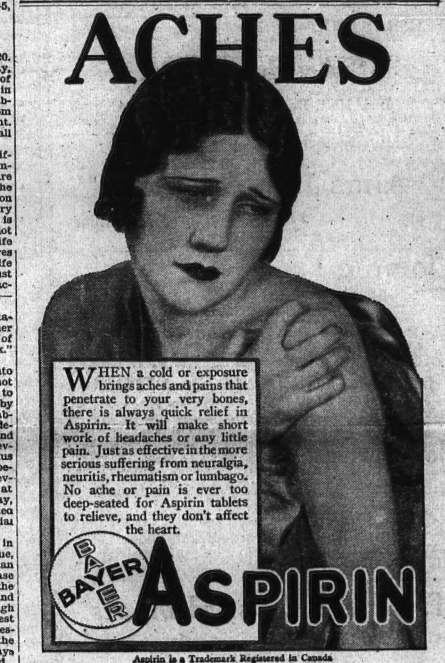 ACHES
WHEN a cold or exposure
brings aches and pains that
penetrate to your very bones,
there is always quick relief in
Aspirin. It will make short
work of headaches or any little
pain. Just as effective in the more
serious suffering from neuralgia,
neuritis, rheumatism or lumbago.
No ache or pain is ever too
deep-seated for Aspirin tablets
to relieve, and they don't affect
the heart.
BAYER
BAYER
ASPIRIN
Aspirin is a Trademark Registered in Canada